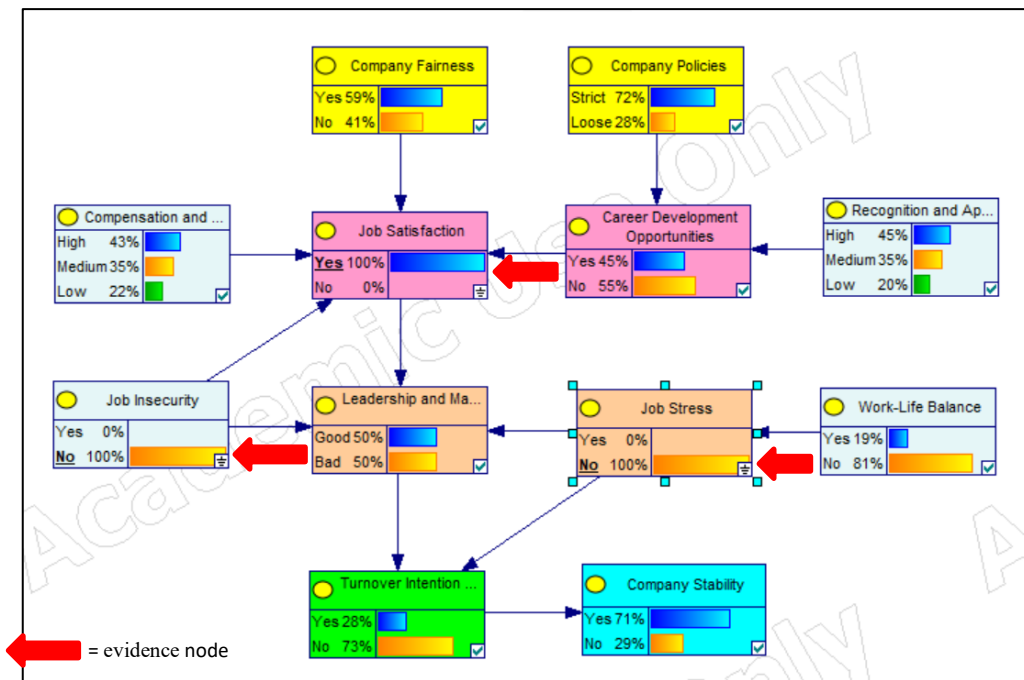 Company Fairness
Yes 59%
No 41%
Company Policies
Strict 72%
Loose 28%
Compensation and ...
High 43%
Medium 35%
Low 22%
Job Satisfaction
Yes 100%
No 0%
Career Development
Opportunities
Yes 45%
No 55%
Recognition and Ap...
High 45%
Medium 35%
Low 20%
Job Insecurity
Yes 0%
No 100%
Leadership and Ma...
Good 50%
Bad 50%
Job Stress
Yes 0%
No 100%
Work-Life Balance
Yes 19%
No 81%
Turnover Intention ...
Yes 28%
No 73%
Company Stability
Yes 71%
No 29%
= evidence node
Academic Use Only